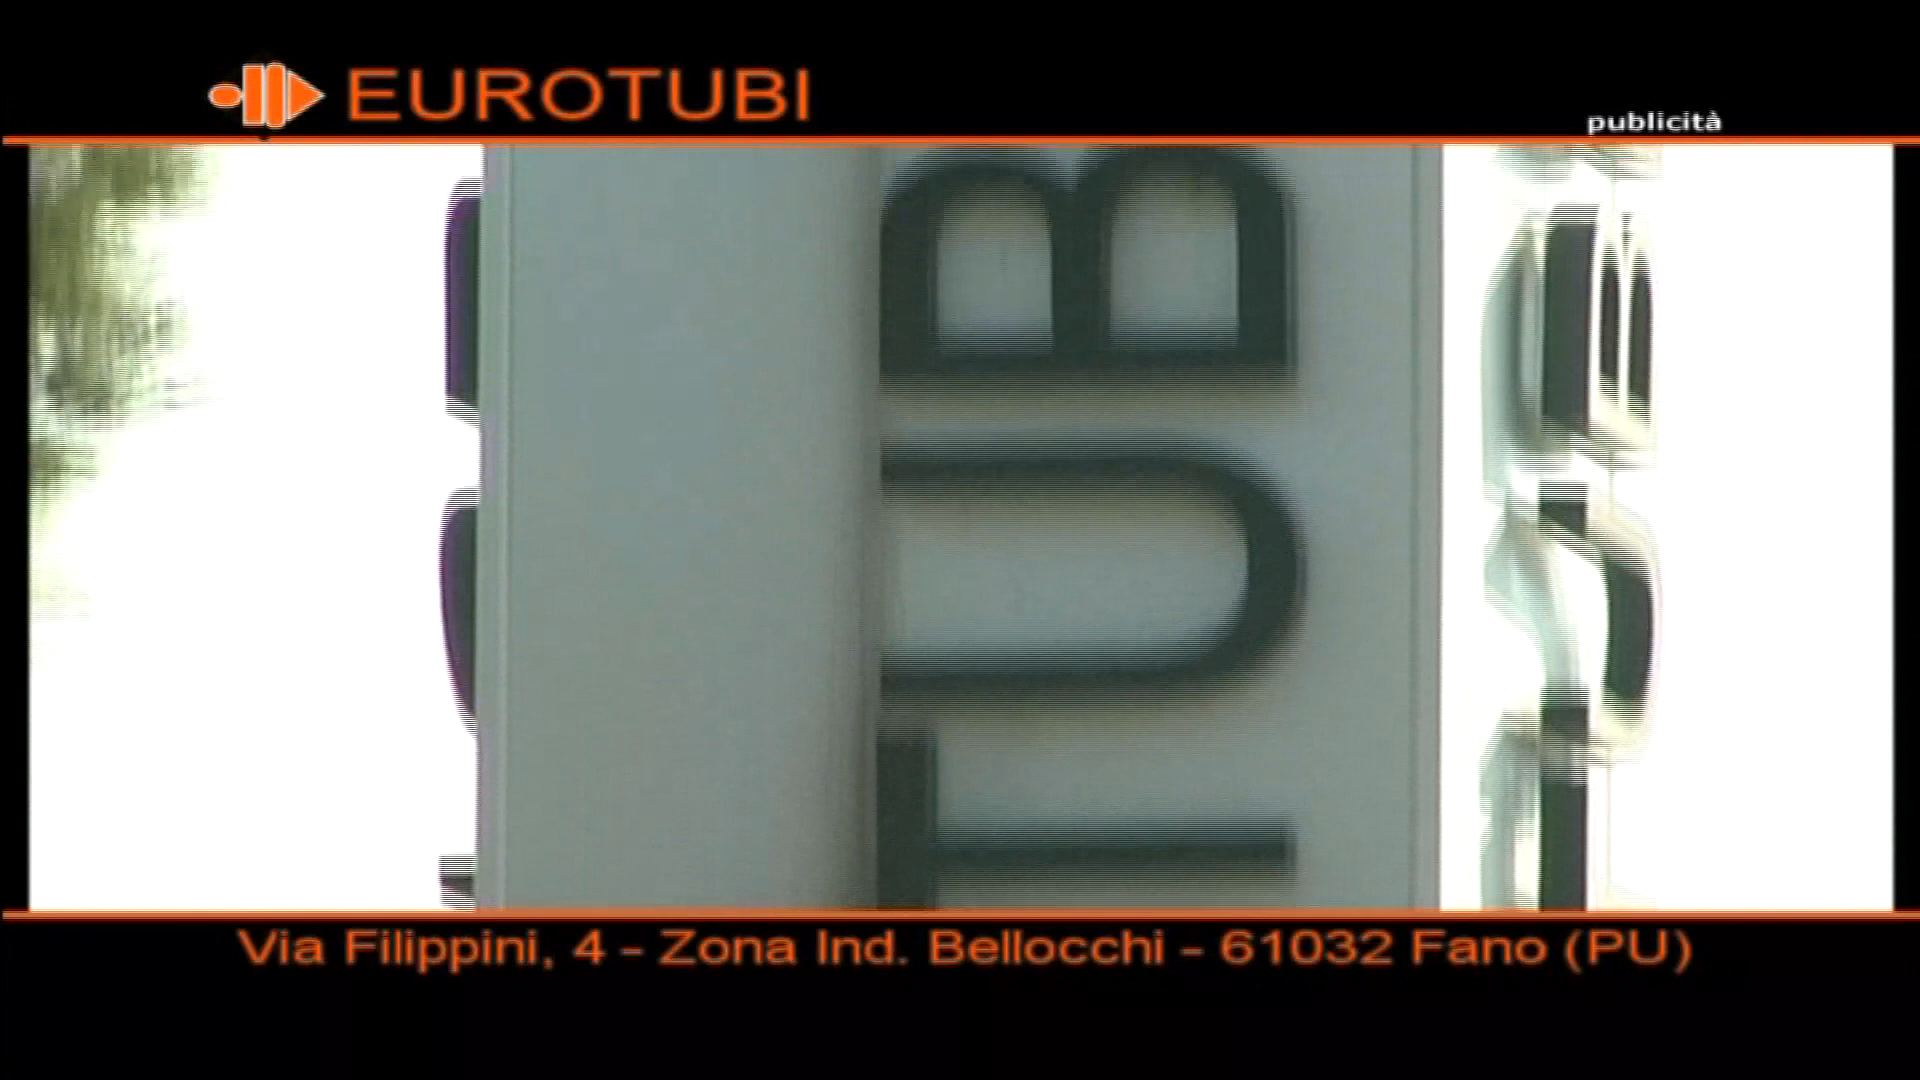 EUROTUBI
publicità
TUB
Via Filippini, 4 - Zona Ind. Bellocchi - 61032 Fano (PU)